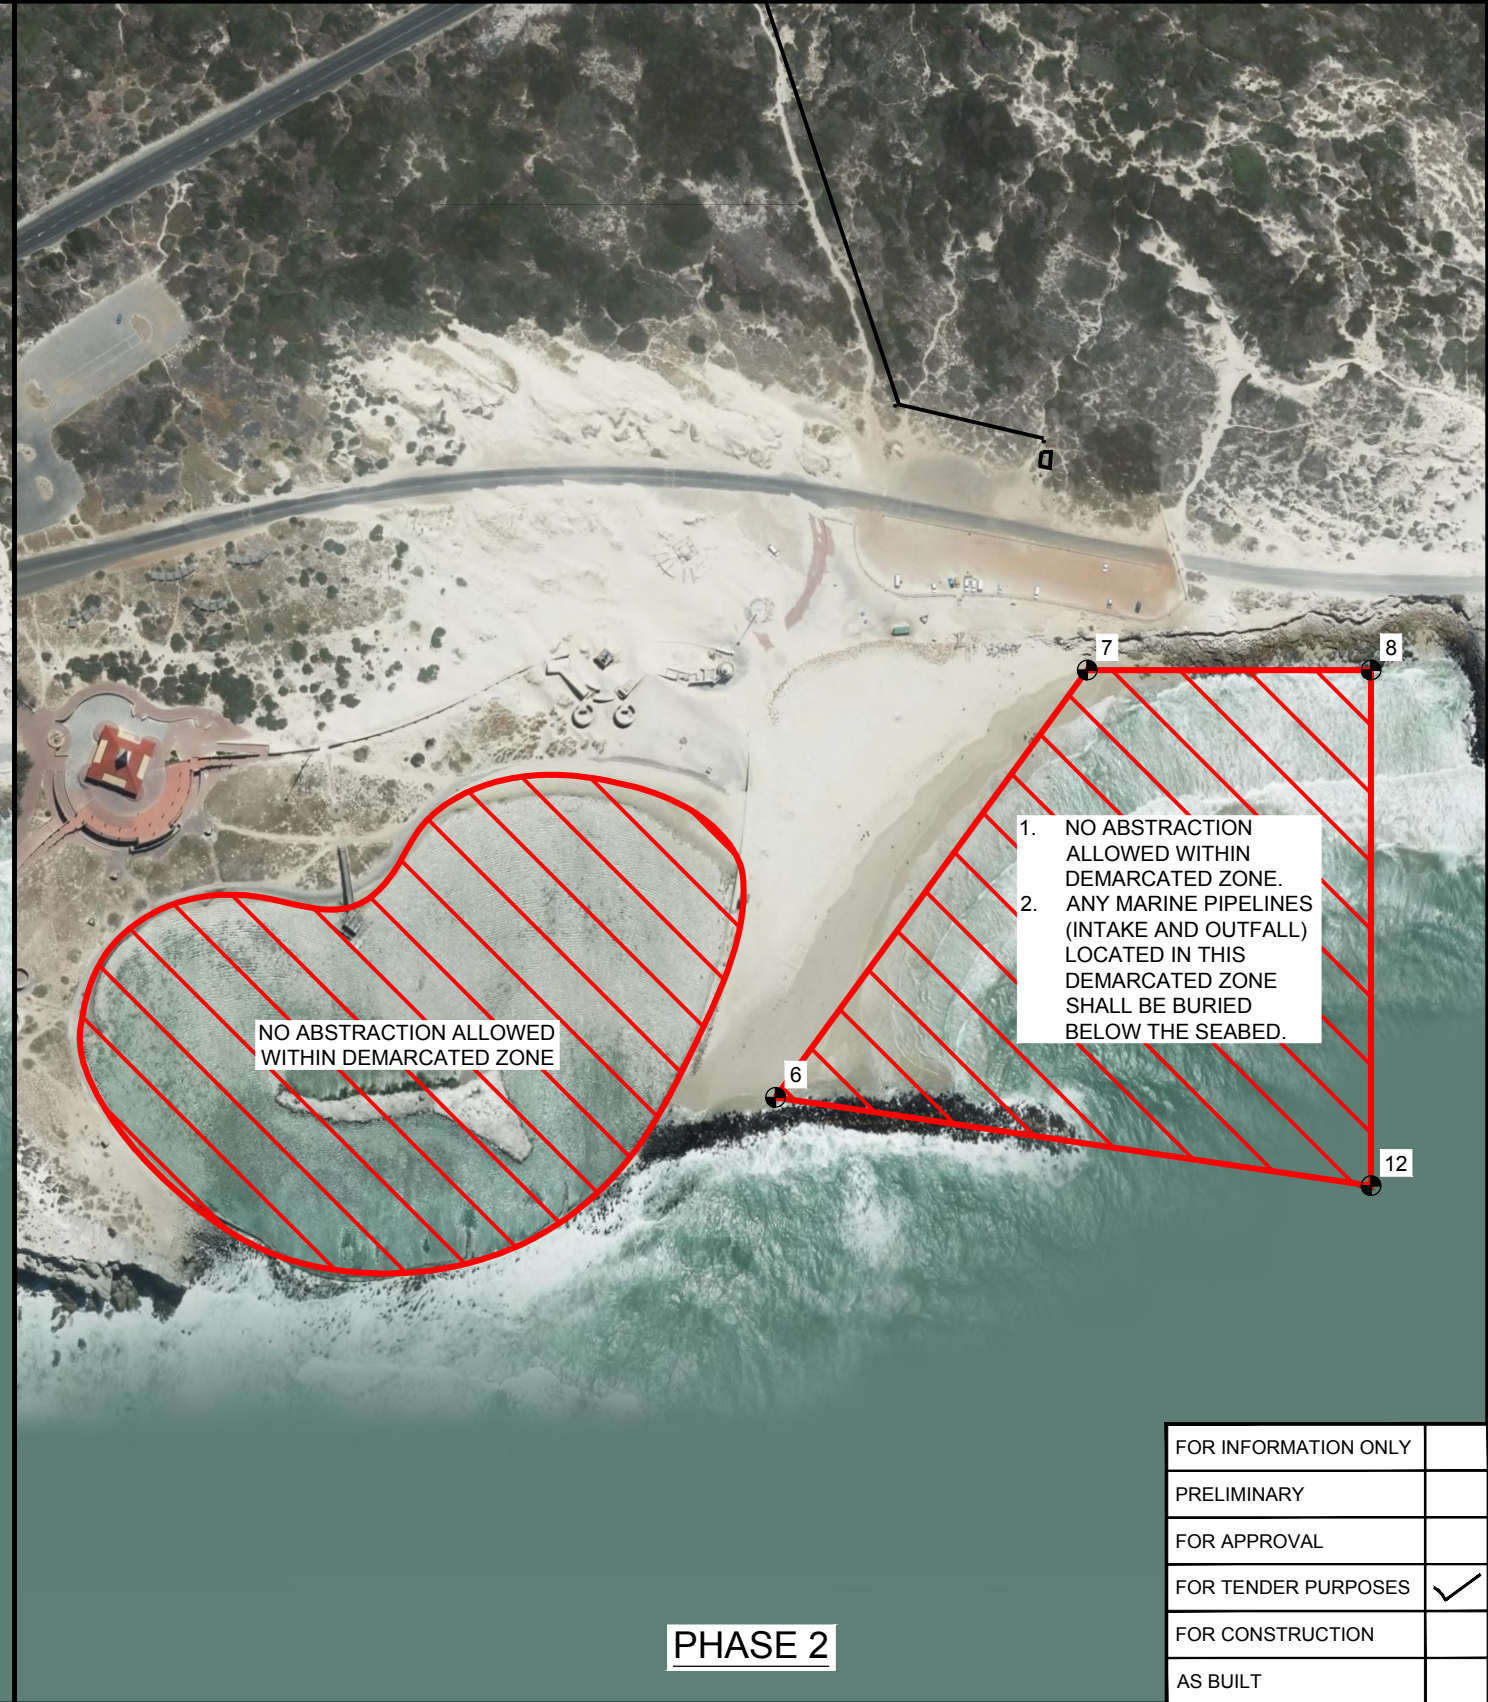 7
8
1. NO ABSTRACTION
ALLOWED WITHIN
DEMARCATED ZONE.
2. ANY MARINE PIPELINES
(INTAKE AND OUTFALL)
LOCATED IN THIS
DEMARCATED ZONE
SHALL BE BURIED
BELOW THE SEABED.
NO ABSTRACTION ALLOWED
WITHIN DEMARCATED ZONE
6
12
FOR INFORMATION ONLY
PRELIMINARY
FOR APPROVAL
FOR TENDER PURPOSES
FOR CONSTRUCTION
AS BUILT
PHASE 2